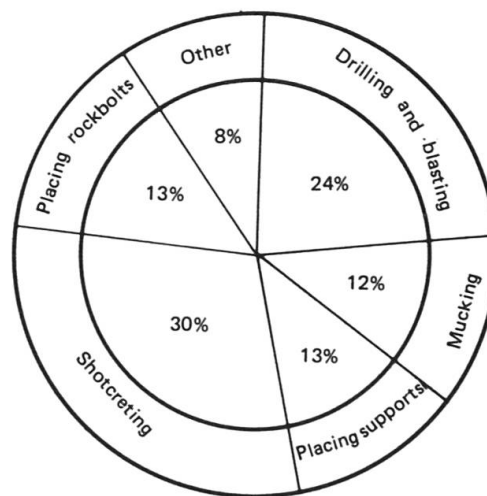 Other
Drilling and blasting
Placing rockbolts
8%
24%
13%
12%
Mucking
30%
13%
Shotcreting
Placing supports